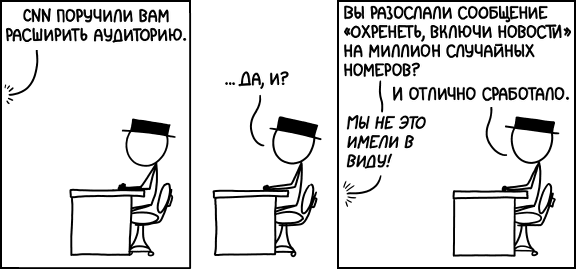 CNN ПОРУЧИЛИ ВАМ
РАСШИРИТЬ АУДИТОРИЮ.
... ДА, И?
ВЫ РАЗОСЛАЛИ СООБЩЕНИЕ
«ОХРЕНЕТЬ, ВКЛЮЧИ НОВОСТИ»
НА МИЛЛИОН СЛУЧАЙНЫХ
НОМЕРОВ?
И ОТЛИЧНО СРАБОТАЛО.
МЫ НЕ ЭТО
ИМЕЛИ В
ВИДУ!